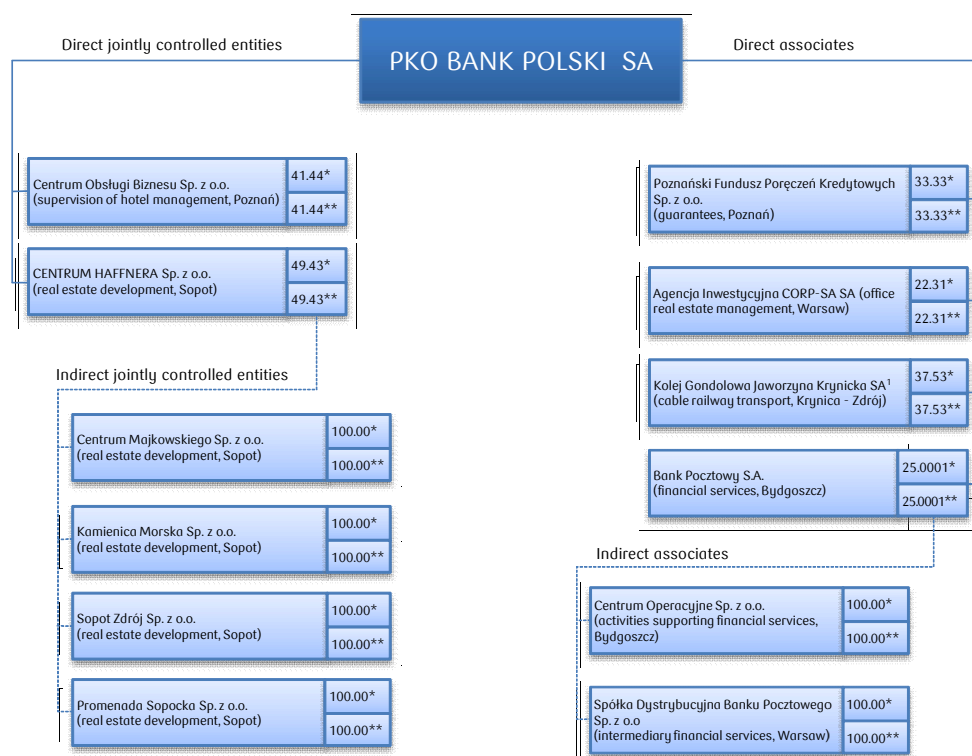 PKO BANK POLSKI SA
Direct jointly controlled entities
Centrum Obsługi Biznesu Sp. z o.o.
(supervision of hotel management, Poznań)
41.44*
41.44**
CENTRUM HAFFNERA Sp. z o.o.
(real estate development, Sopot)
49.43*
49.43**
Indirect jointly controlled entities
Centrum Majkowskiego Sp. z o.o.
(real estate development, Sopot)
100.00*
100.00**
Kamienica Morska Sp. z o.o.
(real estate development, Sopot)
100.00*
100.00**
Sopot Zdrój Sp. z o.o.
(real estate development, Sopot)
100.00*
100.00**
Promenada Sopocka Sp. z o.o.
(real estate development, Sopot)
100.00*
100.00**
Direct associates
Poznański Fundusz Poręczeń Kredytowych
Sp. z o.o.
(guarantees, Poznań)
33.33*
33.33**
Agencja Inwestycyjna CORP-SA SA (office
real estate management, Warsaw)
22.31*
22.31**
Kolej Gondolowa Jaworzyna Krynicka SA¹
(cable railway transport, Krynica - Zdrój)
37.53*
37.53**
Bank Pocztowy S.A.
(financial services, Bydgoszcz)
25.0001*
25.0001**
Indirect associates
Centrum Operacyjne Sp. z o.o.
(activities supporting financial services,
Bydgoszcz)
100.00*
100.00**
Spółka Dystrybucyjna Banku Pocztowego
Sp. z o.o
(intermediary financial services, Warsaw)
100.00*
100.00**